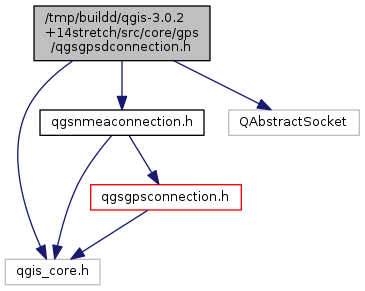 /tmp/buildd/qgis-3.0.2
+14stretch/src/core/gps
/qgsgpsdconnection.h
qgsnmeaconnection.h
QAbstractSocket
qgsgpsconnection.h
qgis_core.h